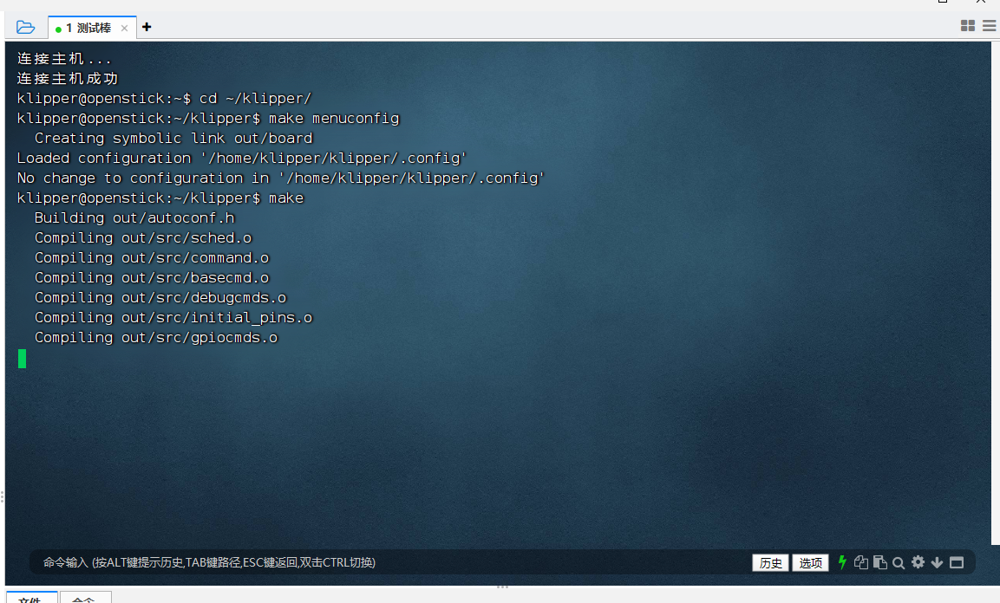 1 测试棒
连接主机...
连接主机成功
klipper@openstick:~$ cd ~/klipper/
klipper@openstick:~/klipper$ make menuconfig
  Creating symbolic link out/board
Loaded configuration '/home/klipper/klipper/.config'
No change to configuration in '/home/klipper/klipper/.config'
klipper@openstick:~/klipper$ make
  Building out/autoconf.h
  Compiling out/src/sched.o
  Compiling out/src/command.o
  Compiling out/src/basecmd.o
  Compiling out/src/debugcmds.o
  Compiling out/src/initial_pins.o
  Compiling out/src/gpiocmds.o
命令输入 (按ALT键提示历史,TAB键路径,ESC键返回,双击CTRL切换) 历史 选项
文件 命令